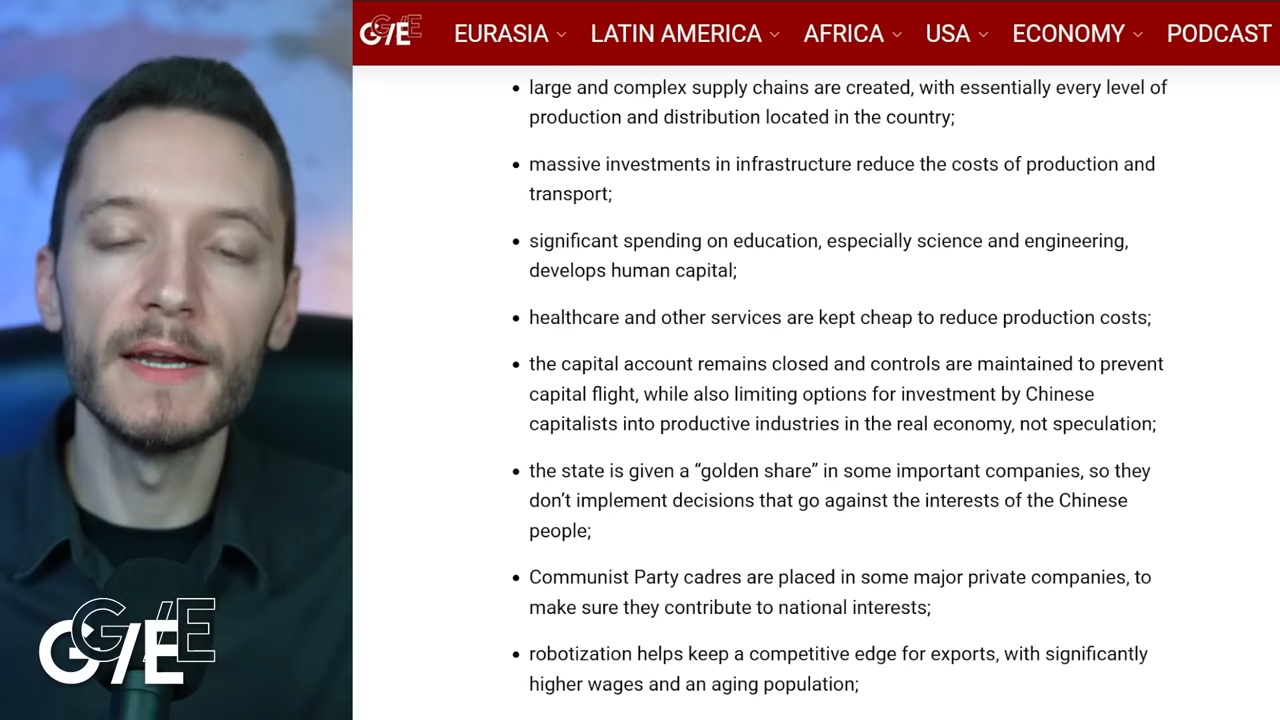 G/E
EURASIA
LATIN AMERICA
AFRICA
USA
ECONOMY
PODCAST
• large and complex supply chains are created, with essentially every level of
production and distribution located in the country;
• massive investments in infrastructure reduce the costs of production and
transport;
• significant spending on education, especially science and engineering,
develops human capital;
• healthcare and other services are kept cheap to reduce production costs;
• the capital account remains closed and controls are maintained to prevent
capital flight, while also limiting options for investment by Chinese
capitalists into productive industries in the real economy, not speculation;
• the state is given a “golden share” in some important companies, so they
don’t implement decisions that go against the interests of the Chinese
people;
• Communist Party cadres are placed in some major private companies, to
make sure they contribute to national interests;
• robotization helps keep a competitive edge for exports, with significantly
higher wages and an aging population;
G/E